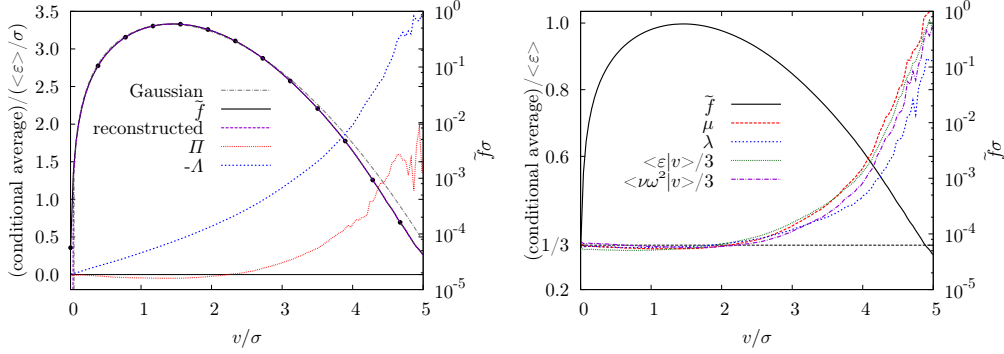 (conditional average)/(<ε>/σ)
3.5
3.0
2.5
2.0
1.5
1.0
0.5
0.0
Gaussian
f̃
reconstructed
Π
-Λ
10⁰
10⁻¹
10⁻²
10⁻³
10⁻⁴
10⁻⁵
f̃σ
0 1 2 3 4 5
v/σ
(conditional average)/<ε>
1.0
0.6
1/3
0.2
f̃
μ
λ
<ε|v>/3
<νω²|v>/3
10⁰
10⁻¹
10⁻²
10⁻³
10⁻⁴
10⁻⁵
f̃σ
0 1 2 3 4 5
v/σ